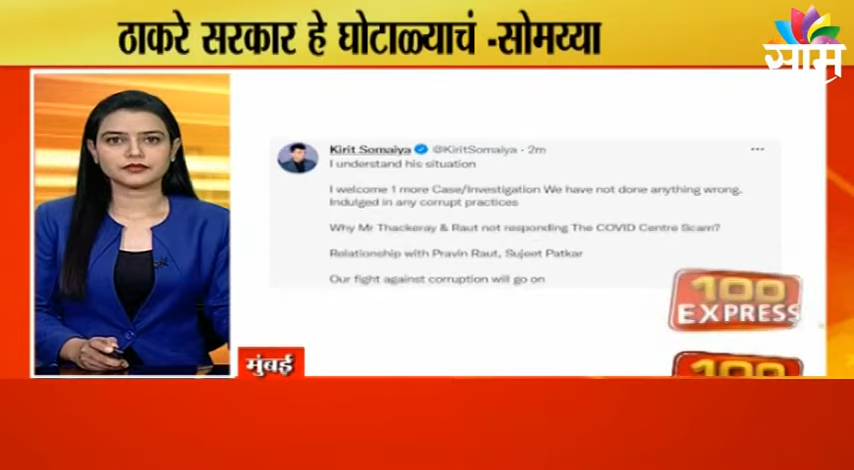 ठाकरे सरकार हे घोटाळ्याचं -सोमय्या
साम
Kirit Somaiya @KiritSomaiya · 2m
I understand his situation
I welcome 1 more Case/Investigation We have not done anything wrong.
Indulged in any corrupt practices
Why Mr Thackeray & Raut not responding The COVID Centre Scam?
Relationship with Pravin Raut, Sujeet Patkar
Our fight against corruption will go on
100
EXPRESS
मुंबई
100